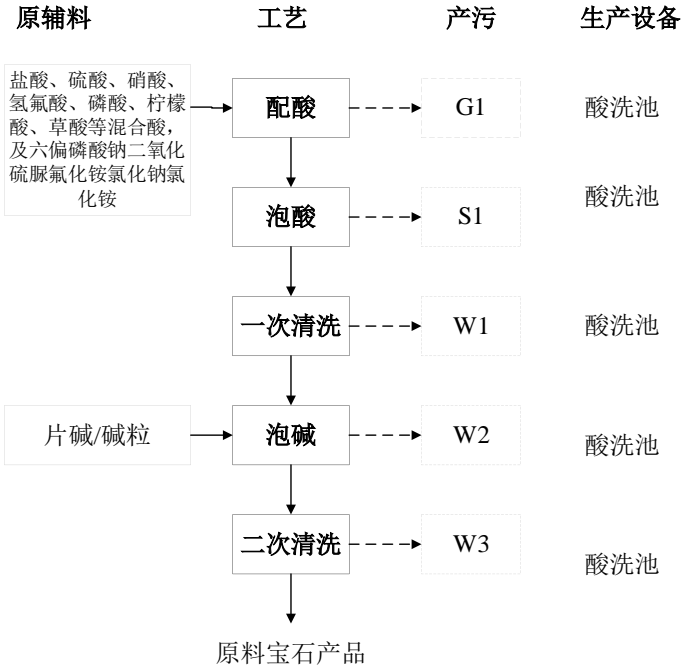 原辅料 工艺 产污 生产设备
盐酸、硫酸、硝酸、
氢氟酸、磷酸、柠檬
酸、草酸等混合酸，
及六偏磷酸钠二氧化
硫脲氟化铵氯化钠氯
化铵
配酸 G1 酸洗池
泡酸 S1 酸洗池
一次清洗 W1 酸洗池
片碱/碱粒 泡碱 W2 酸洗池
二次清洗 W3 酸洗池
原料宝石产品